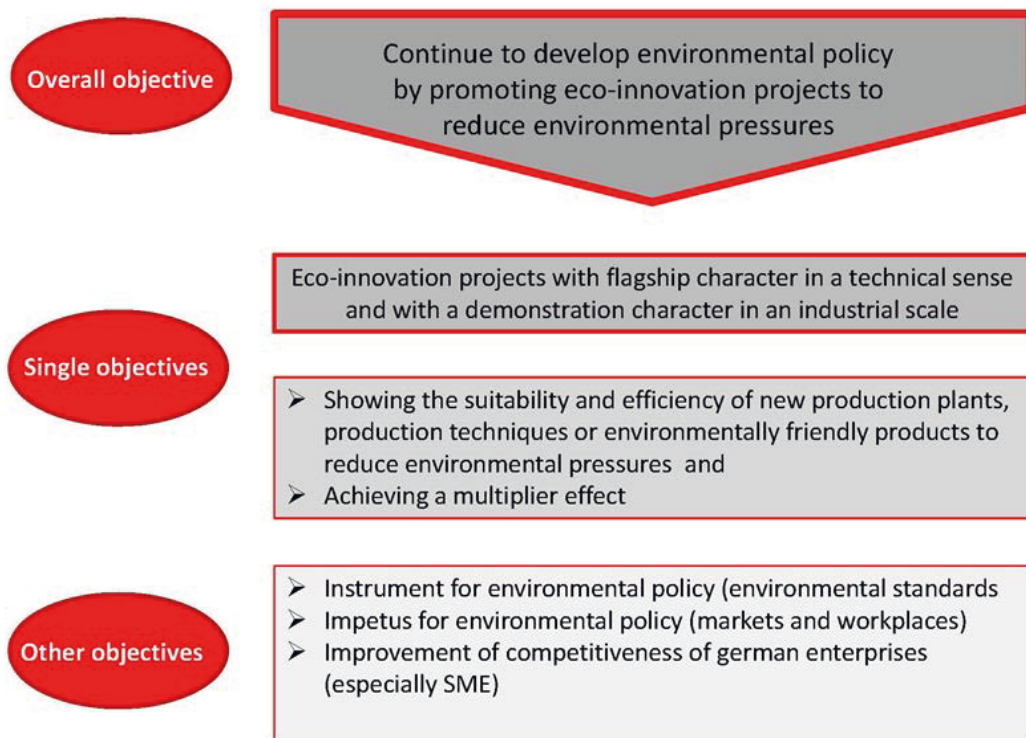 Overall objective
Continue to develop environmental policy
by promoting eco-innovation projects to
reduce environmental pressures
Single objectives
Eco-innovation projects with flagship character in a technical sense
and with a demonstration character in an industrial scale
➢ Showing the suitability and efficiency of new production plants,
production techniques or environmentally friendly products to
reduce environmental pressures and
➢ Achieving a multiplier effect
Other objectives
➢ Instrument for environmental policy (environmental standards
➢ Impetus for environmental policy (markets and workplaces)
➢ Improvement of competitiveness of german enterprises
(especially SME)